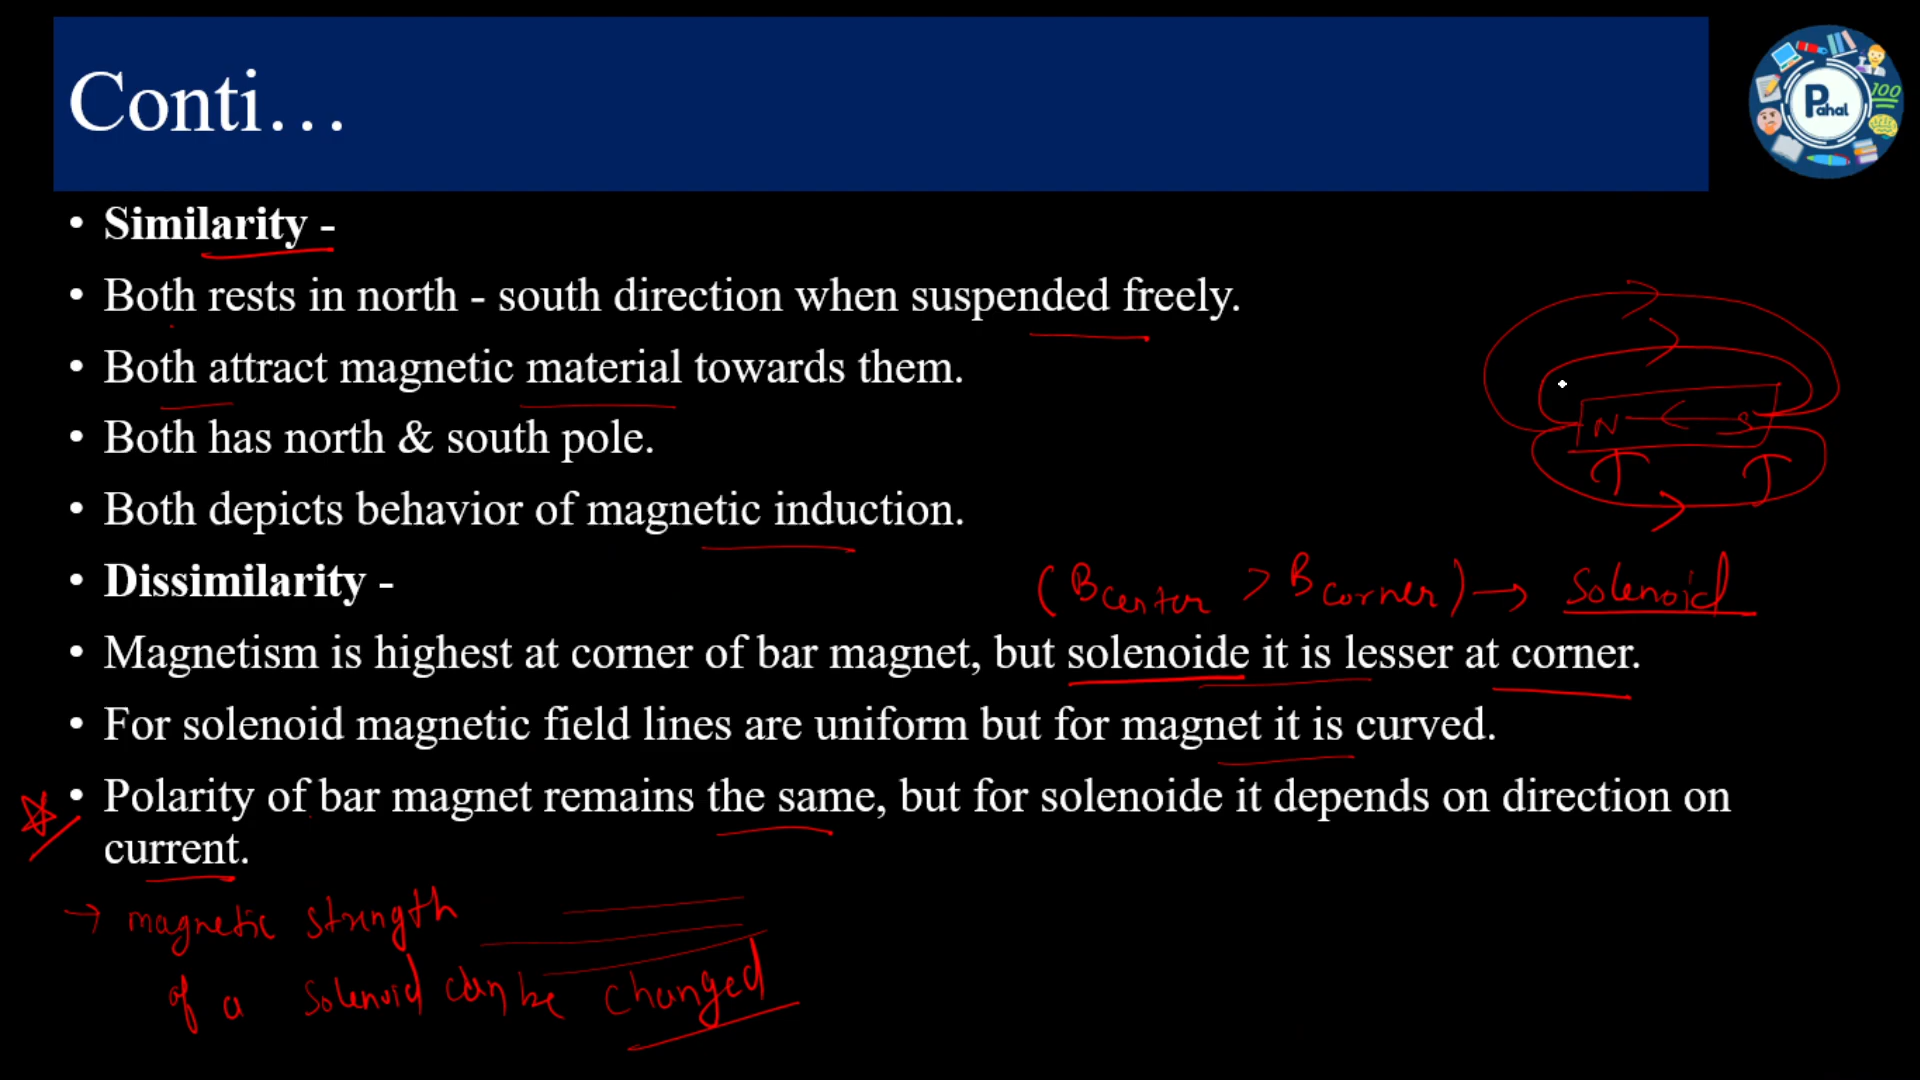 Conti…
Pahal
100
• Similarity -
• Both rests in north - south direction when suspended freely.
• Both attract magnetic material towards them.
• Both has north & south pole.
• Both depicts behavior of magnetic induction.
N S
• Dissimilarity -
(Bcenter > Bcorner) → Solenoid
• Magnetism is highest at corner of bar magnet, but solenoide it is lesser at corner.
• For solenoid magnetic field lines are uniform but for magnet it is curved.
• Polarity of bar magnet remains the same, but for solenoide it depends on direction on
current.
→ magnetic strength
of a solenoid can be changed